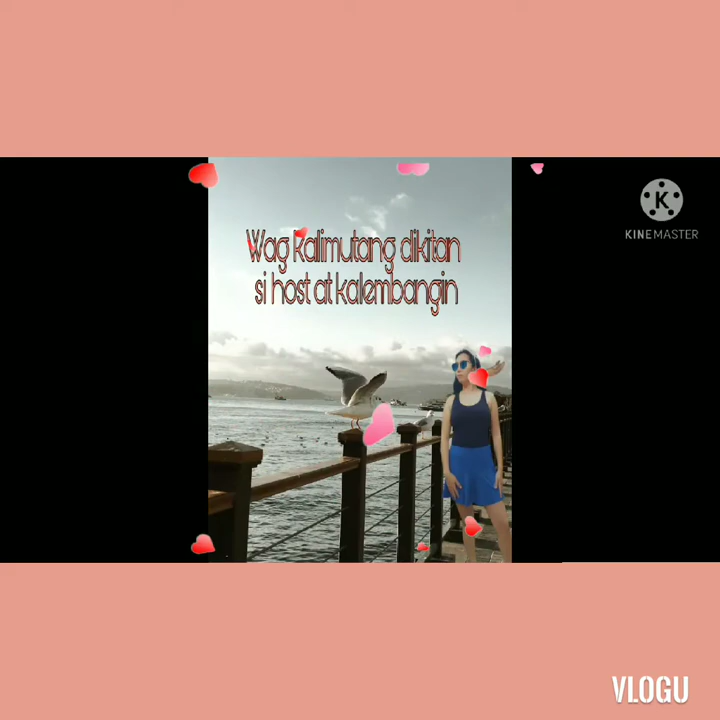 Wag kalimutang dikitan
si host at kalembangin
K
KINEMASTER
VLOGU